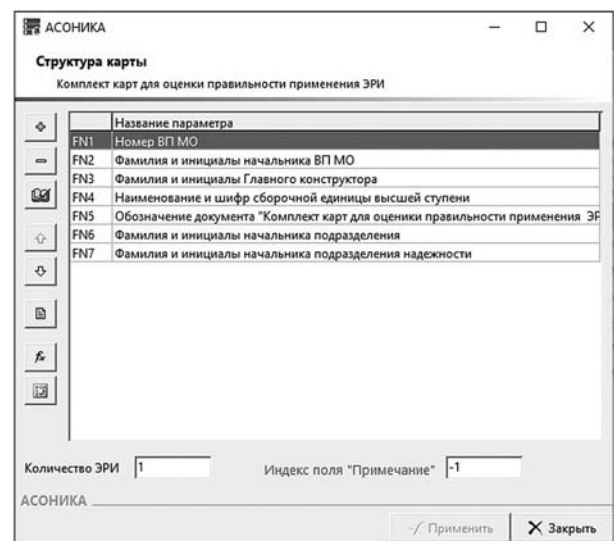 АСОНИКА
Структура карты
Комплект карт для оценки правильности применения ЭРИ
Название параметра
FN1 Номер ВП МО
FN2 Фамилия и инициалы начальника ВП МО
FN3 Фамилия и инициалы Главного конструктора
FN4 Наименование и шифр сборочной единицы высшей ступени
FN5 Обозначение документа "Комплект карт для оценики правильности применения ЭР
FN6 Фамилия и инициалы начальника подразделения
FN7 Фамилия и инициалы начальника подразделения надежности
fx
Количество ЭРИ 1 Индекс поля "Примечание" -1
АСОНИКА
Применить Закрыть